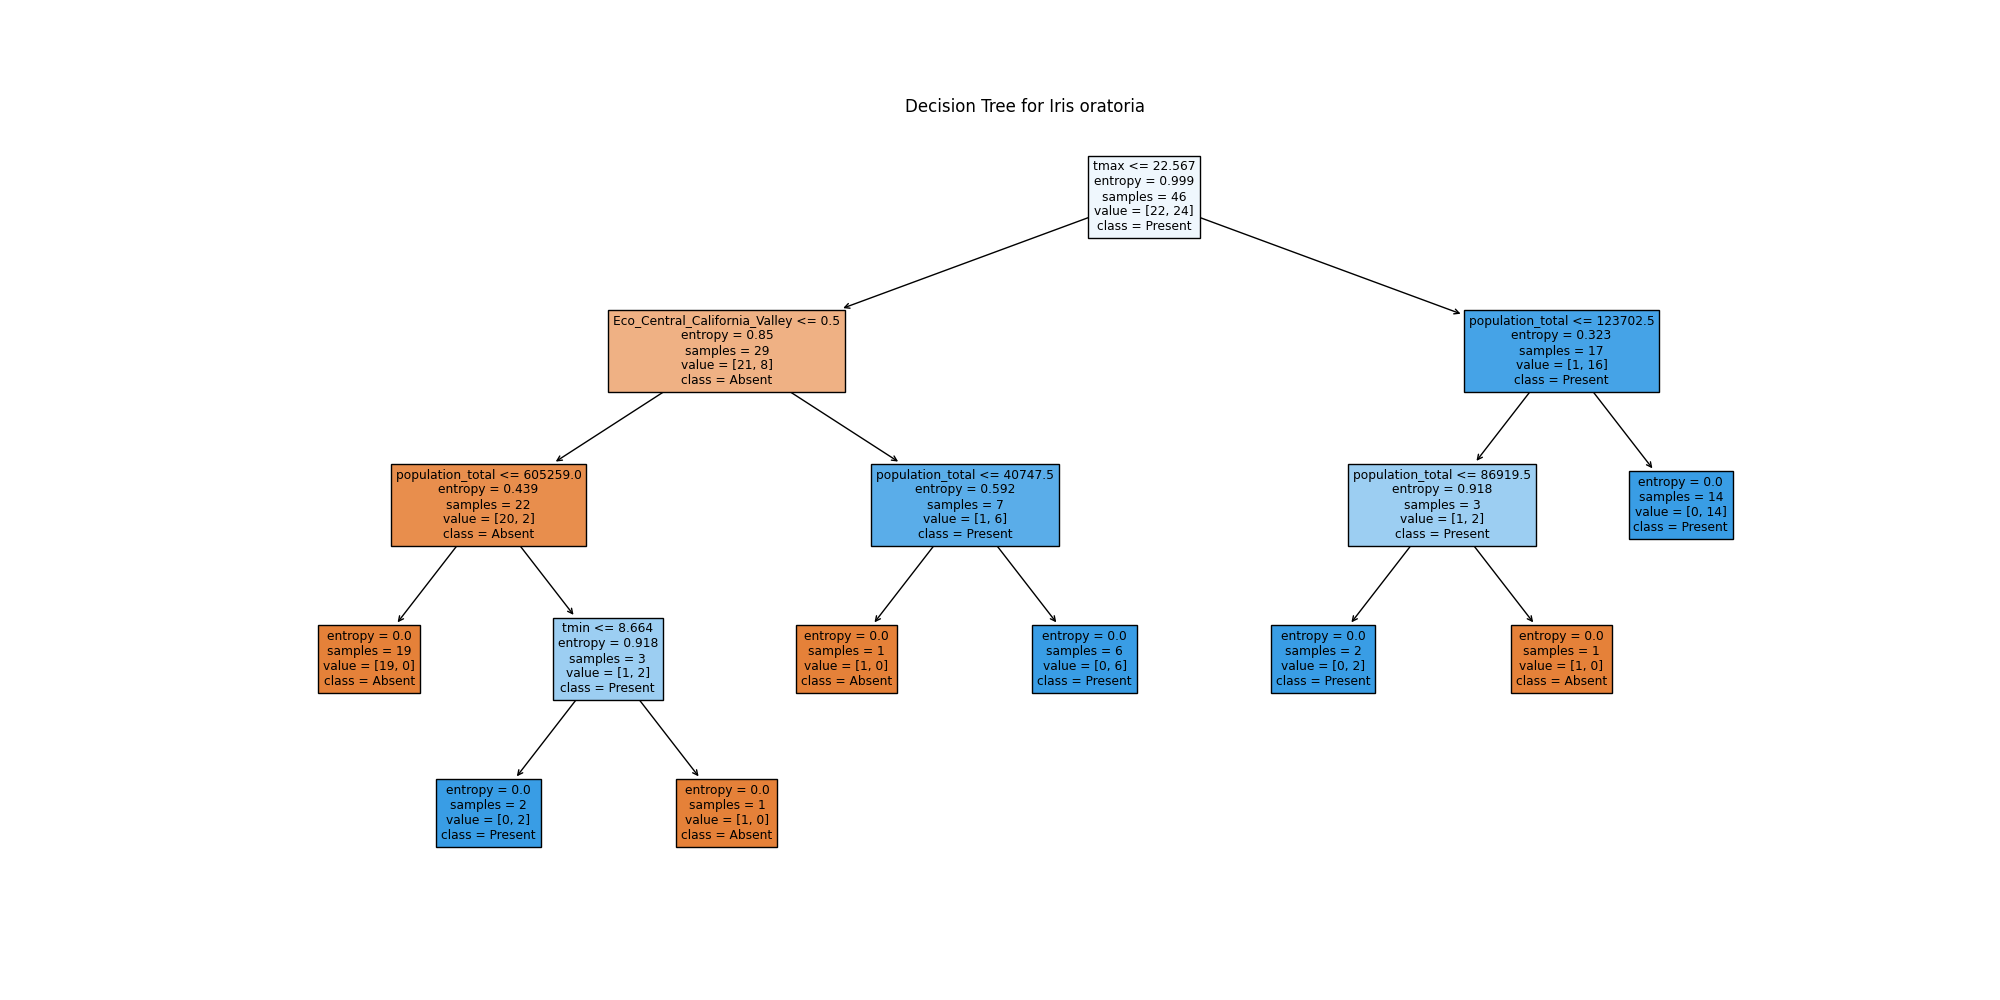 Decision Tree for Iris oratoria
tmax <= 22.567
entropy = 0.999
samples = 46
value = [22, 24]
class = Present
Eco_Central_California_Valley <= 0.5
entropy = 0.85
samples = 29
value = [21, 8]
class = Absent
population_total <= 123702.5
entropy = 0.323
samples = 17
value = [1, 16]
class = Present
population_total <= 605259.0
entropy = 0.439
samples = 22
value = [20, 2]
class = Absent
population_total <= 40747.5
entropy = 0.592
samples = 7
value = [1, 6]
class = Present
population_total <= 86919.5
entropy = 0.918
samples = 3
value = [1, 2]
class = Present
entropy = 0.0
samples = 14
value = [0, 14]
class = Present
entropy = 0.0
samples = 19
value = [19, 0]
class = Absent
tmin <= 8.664
entropy = 0.918
samples = 3
value = [1, 2]
class = Present
entropy = 0.0
samples = 1
value = [1, 0]
class = Absent
entropy = 0.0
samples = 6
value = [0, 6]
class = Present
entropy = 0.0
samples = 2
value = [0, 2]
class = Present
entropy = 0.0
samples = 1
value = [1, 0]
class = Absent
entropy = 0.0
samples = 2
value = [0, 2]
class = Present
entropy = 0.0
samples = 1
value = [1, 0]
class = Absent